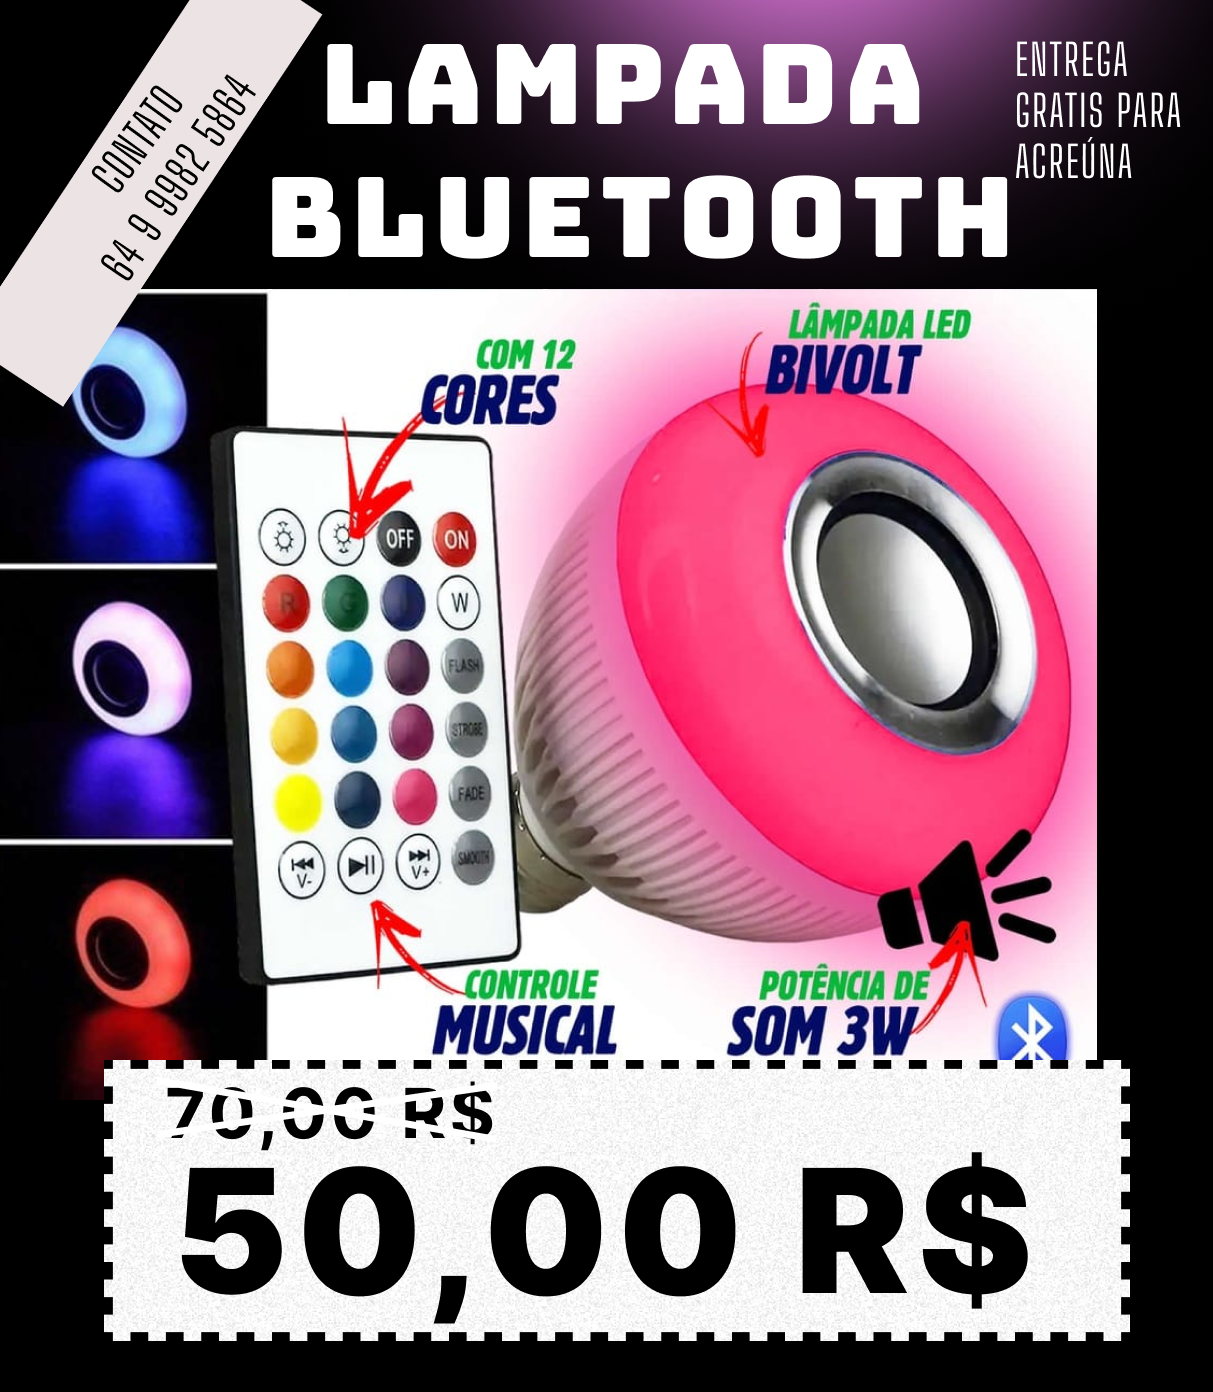 CONTATO
64 9 9982 5864
LAMPADA
BLUETOOTH
ENTREGA
GRATIS PARA
ACREÚNA
COM 12
CORES
LÂMPADA LED
BIVOLT
OFF
ON
R
G
W
FLASH
STROBE
FADE
SMOOTH
V-
V+
CONTROLE
MUSICAL
POTÊNCIA DE
SOM 3W
70,00 R$
50,00 R$